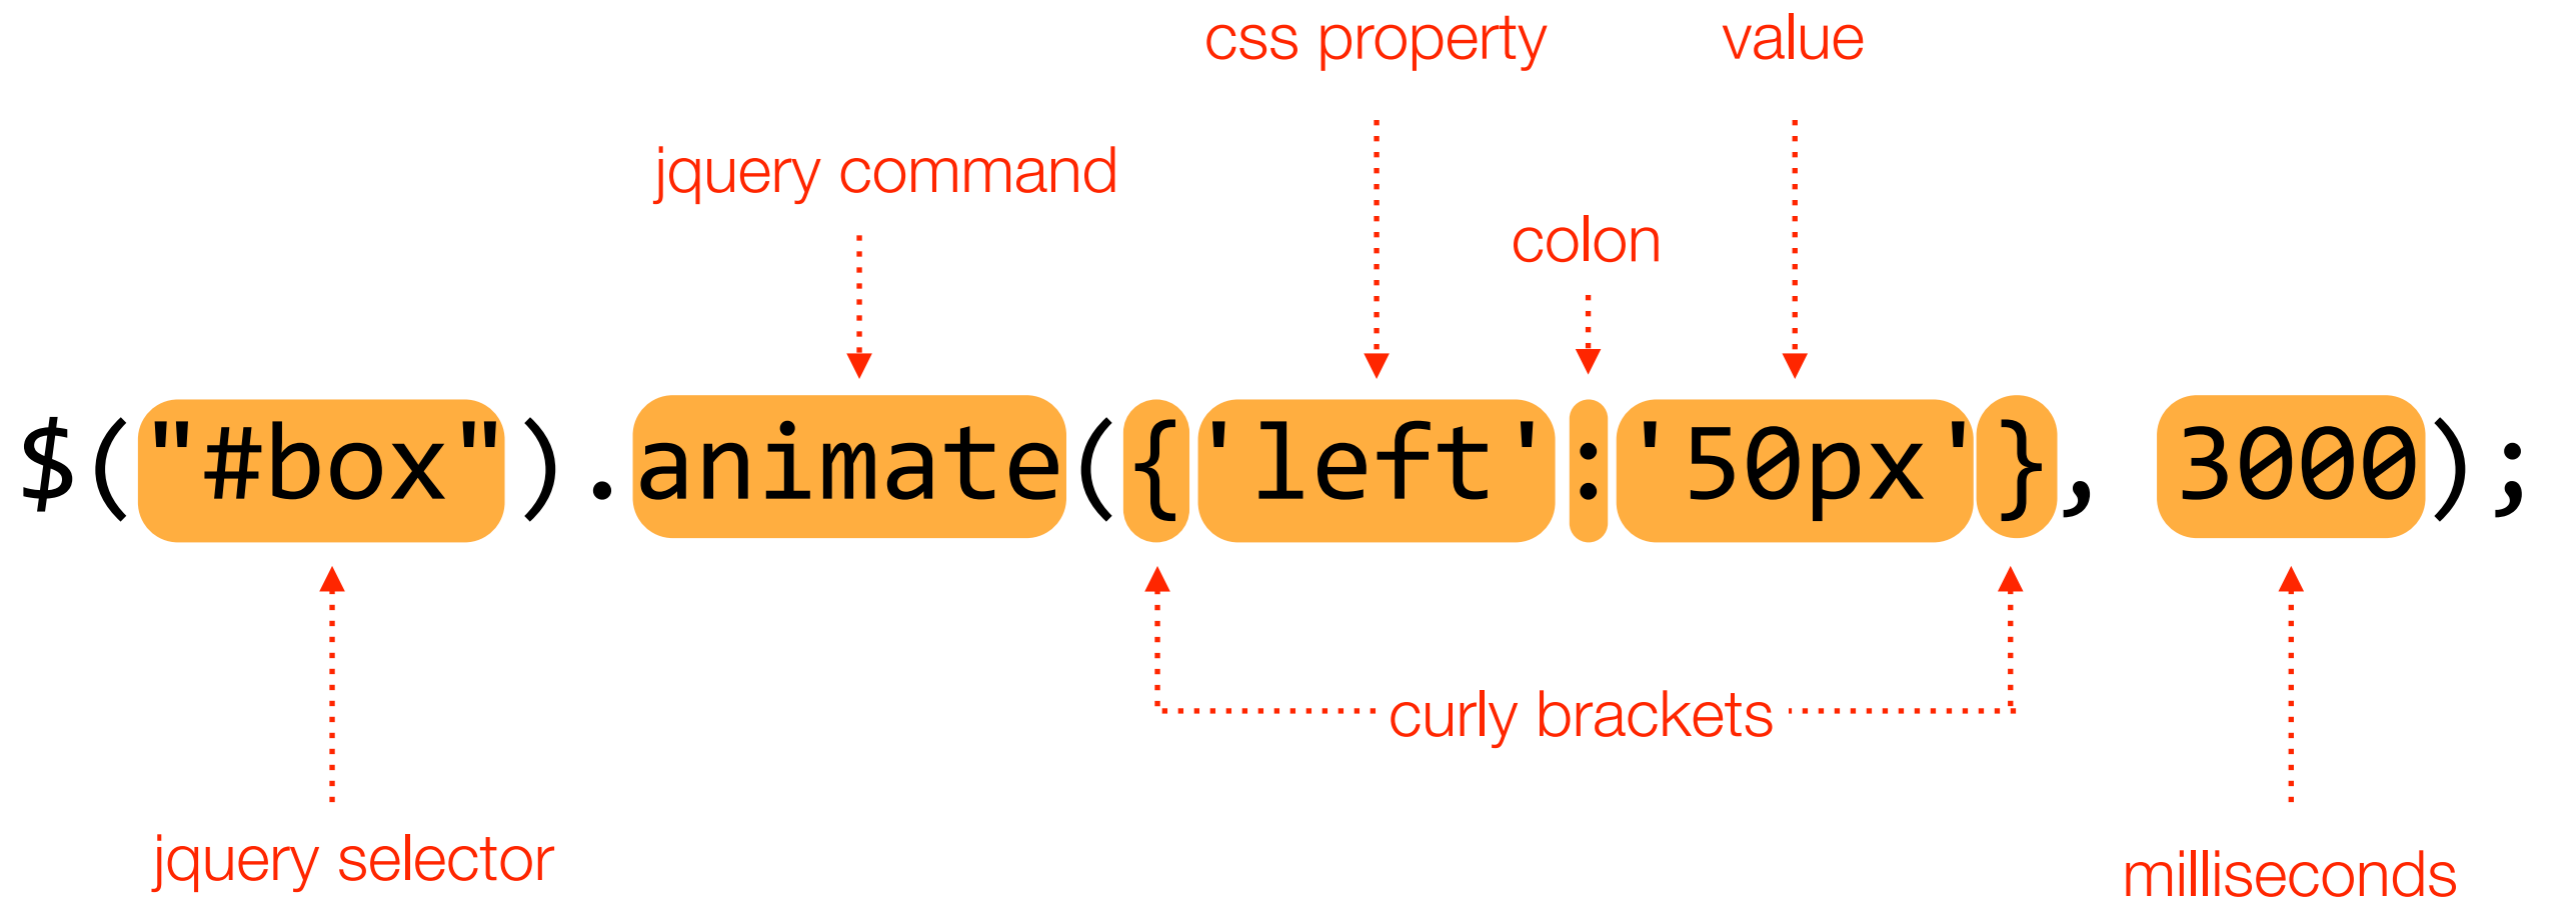 css property
value
jquery command
colon
$("#box").animate({'left':'50px'}, 3000);
curly brackets
jquery selector
milliseconds